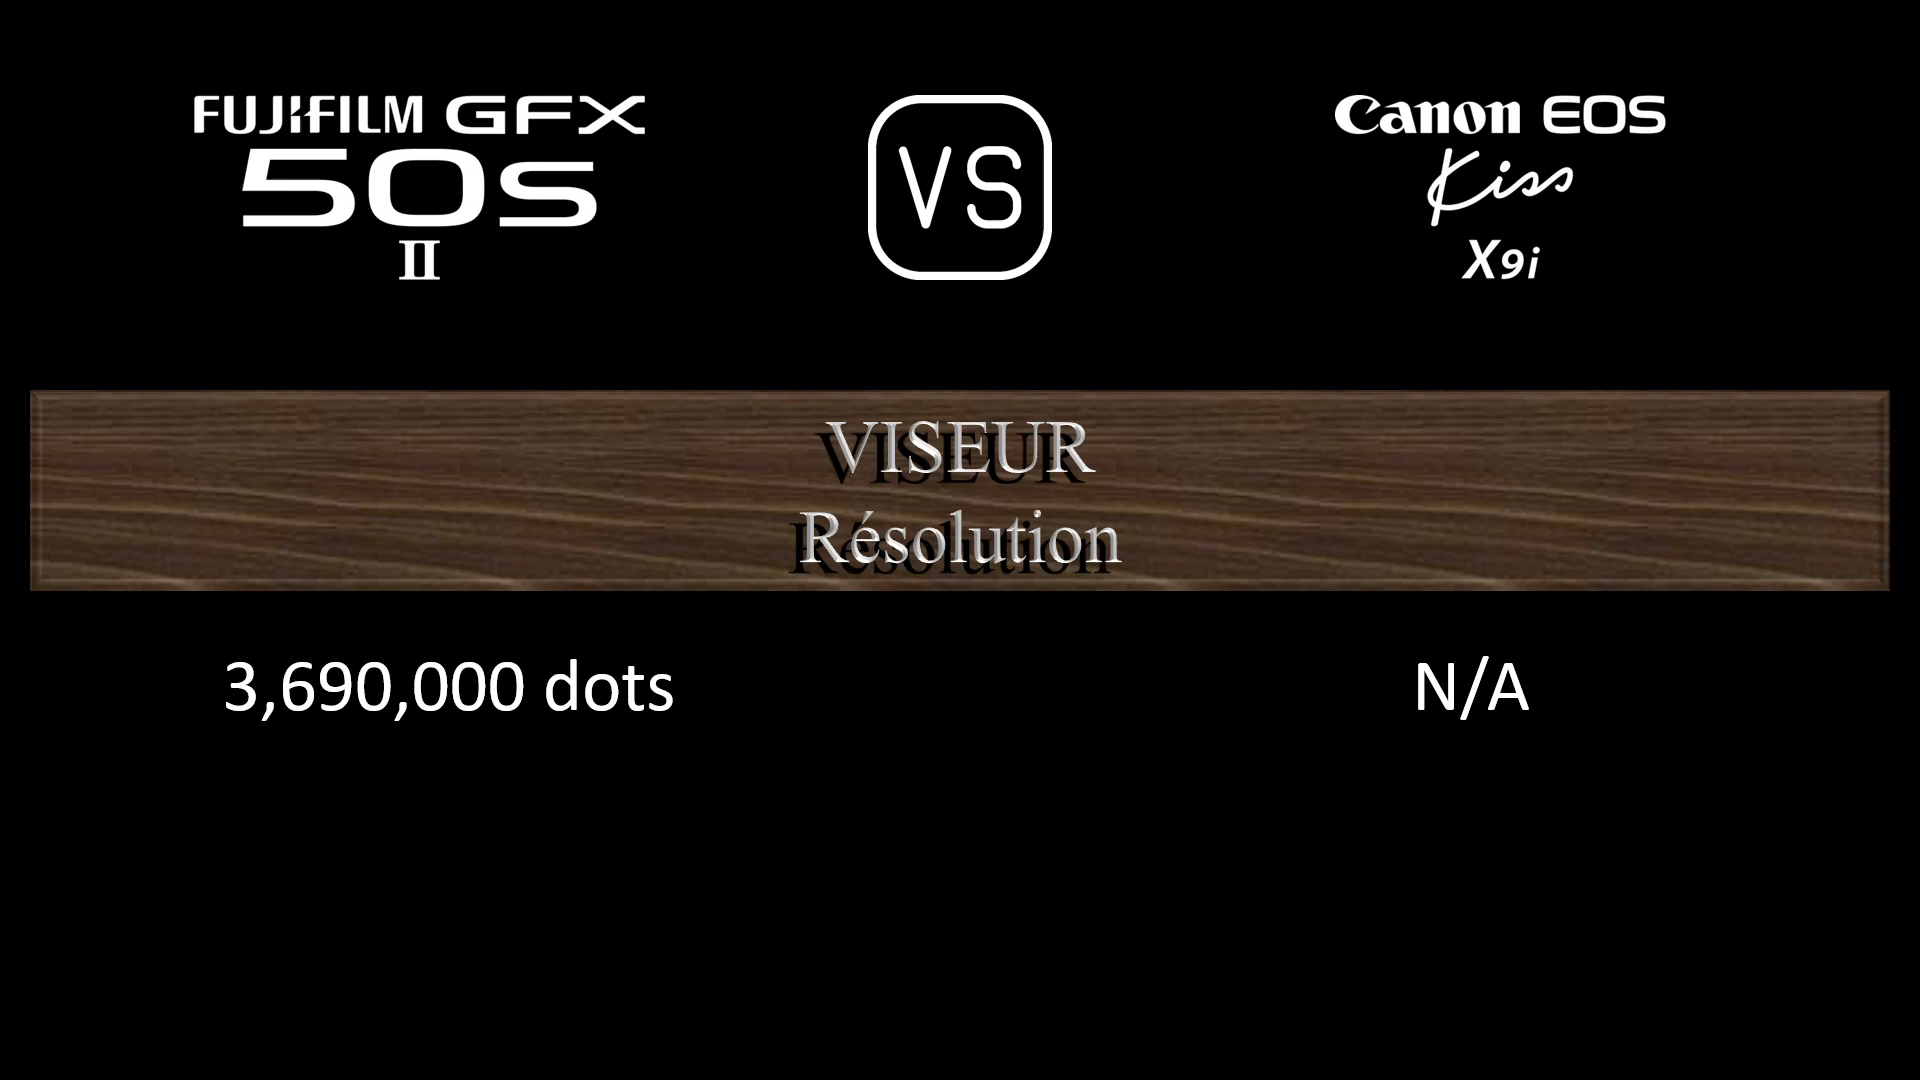 FUJIFILM GFX
50S
II
VS
Canon EOS
Kiss
X9i
VISEUR
Résolution
3,690,000 dots
N/A